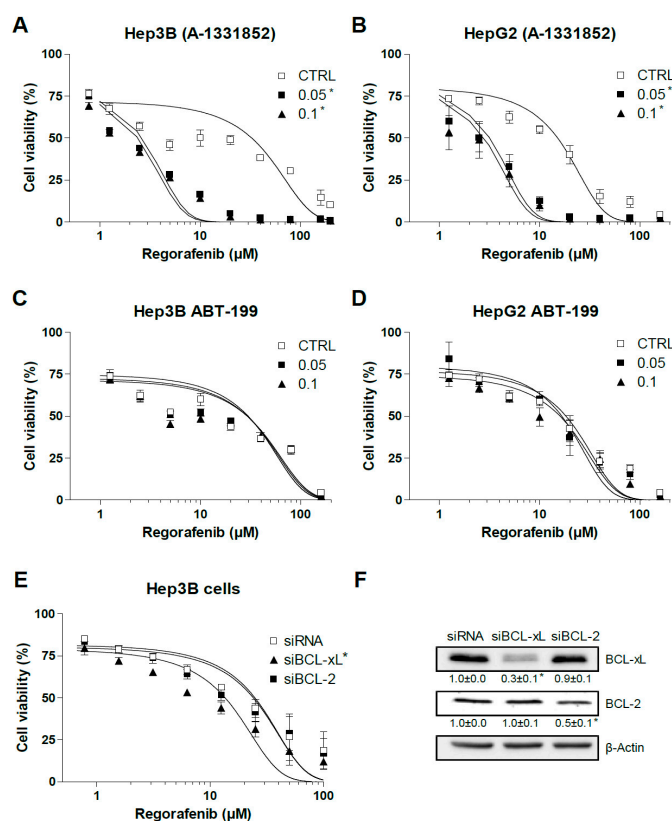 A
Hep3B (A-1331852)
100
75
50
25
0
Cell viability (%)
CTRL
0.05*
0.1*
1
10
100
Regorafenib (µM)
B
HepG2 (A-1331852)
100
75
50
25
0
Cell viability (%)
CTRL
0.05*
0.1*
1
10
100
Regorafenib (µM)
C
Hep3B ABT-199
100
75
50
25
0
Cell viability (%)
CTRL
0.05
0.1
1
10
100
Regorafenib (µM)
D
HepG2 ABT-199
100
75
50
25
0
Cell viability (%)
CTRL
0.05
0.1
1
10
100
Regorafenib (µM)
E
Hep3B cells
100
75
50
25
0
Cell viability (%)
siRNA
siBCL-xL*
siBCL-2
1
10
100
Regorafenib (µM)
F
siRNA siBCL-xL siBCL-2
BCL-xL
1.0±0.0 0.3±0.1* 0.9±0.1
BCL-2
1.0±0.0 1.0±0.1 0.5±0.1*
β-Actin